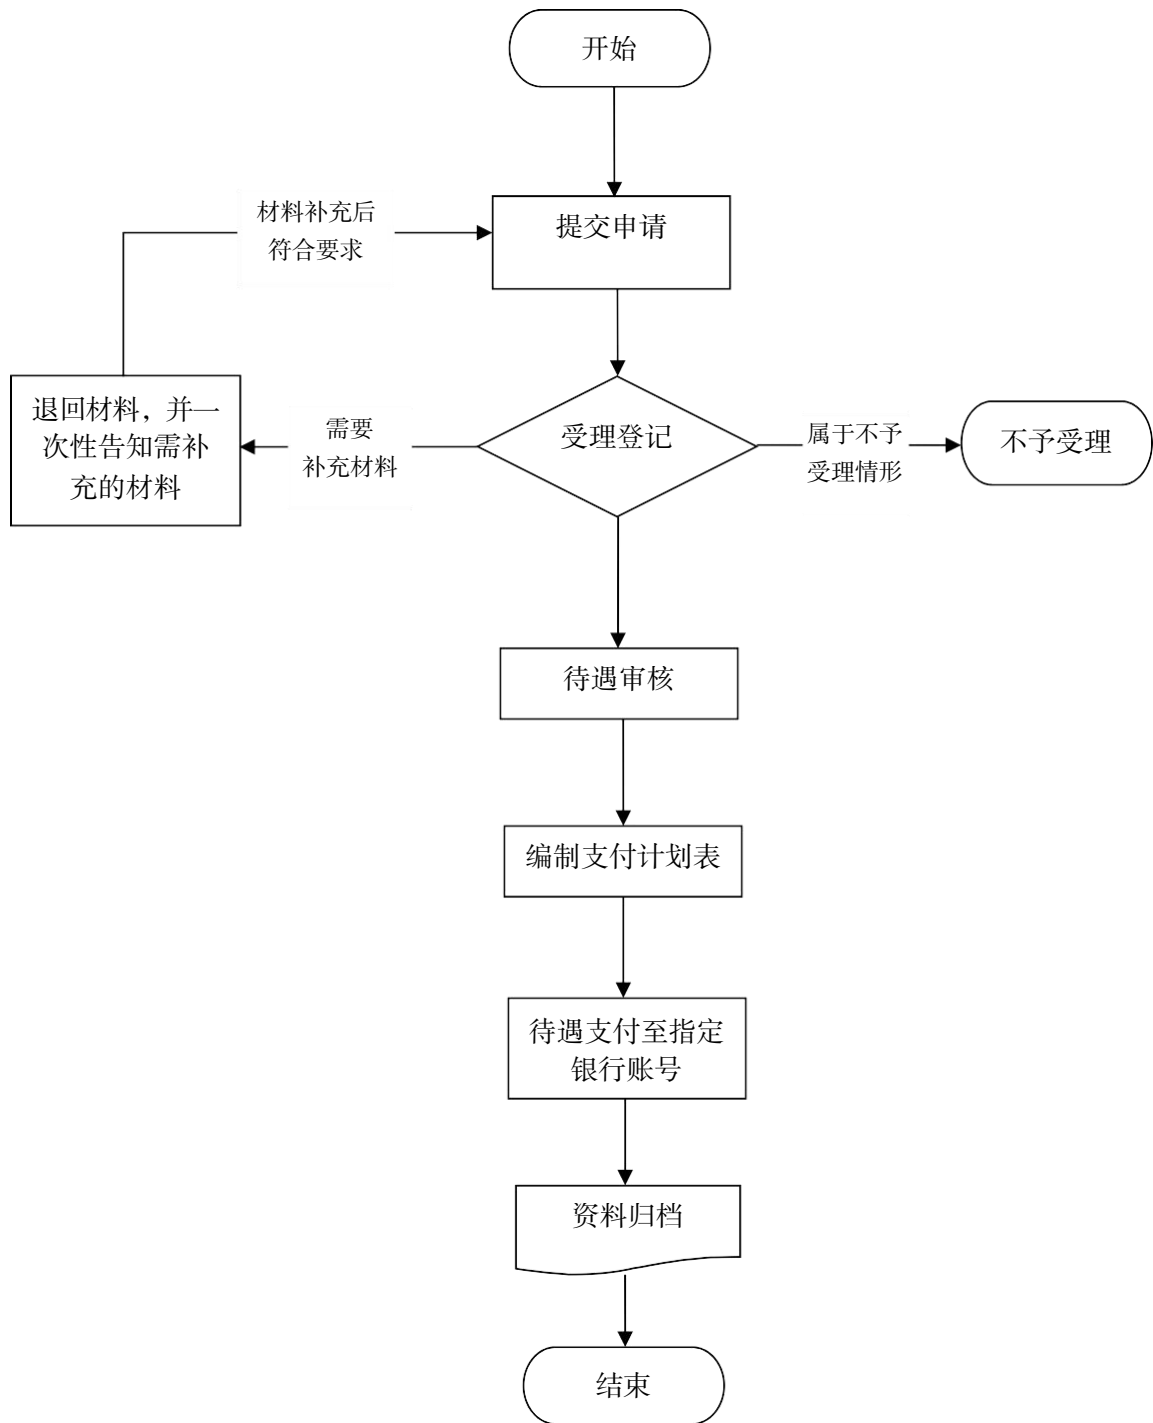 开始
材料补充后
符合要求
提交申请
退回材料，并一
次性告知需补
充的材料
需要
补充材料
受理登记
属于不予
受理情形
不予受理
待遇审核
编制支付计划表
待遇支付至指定
银行账号
资料归档
结束